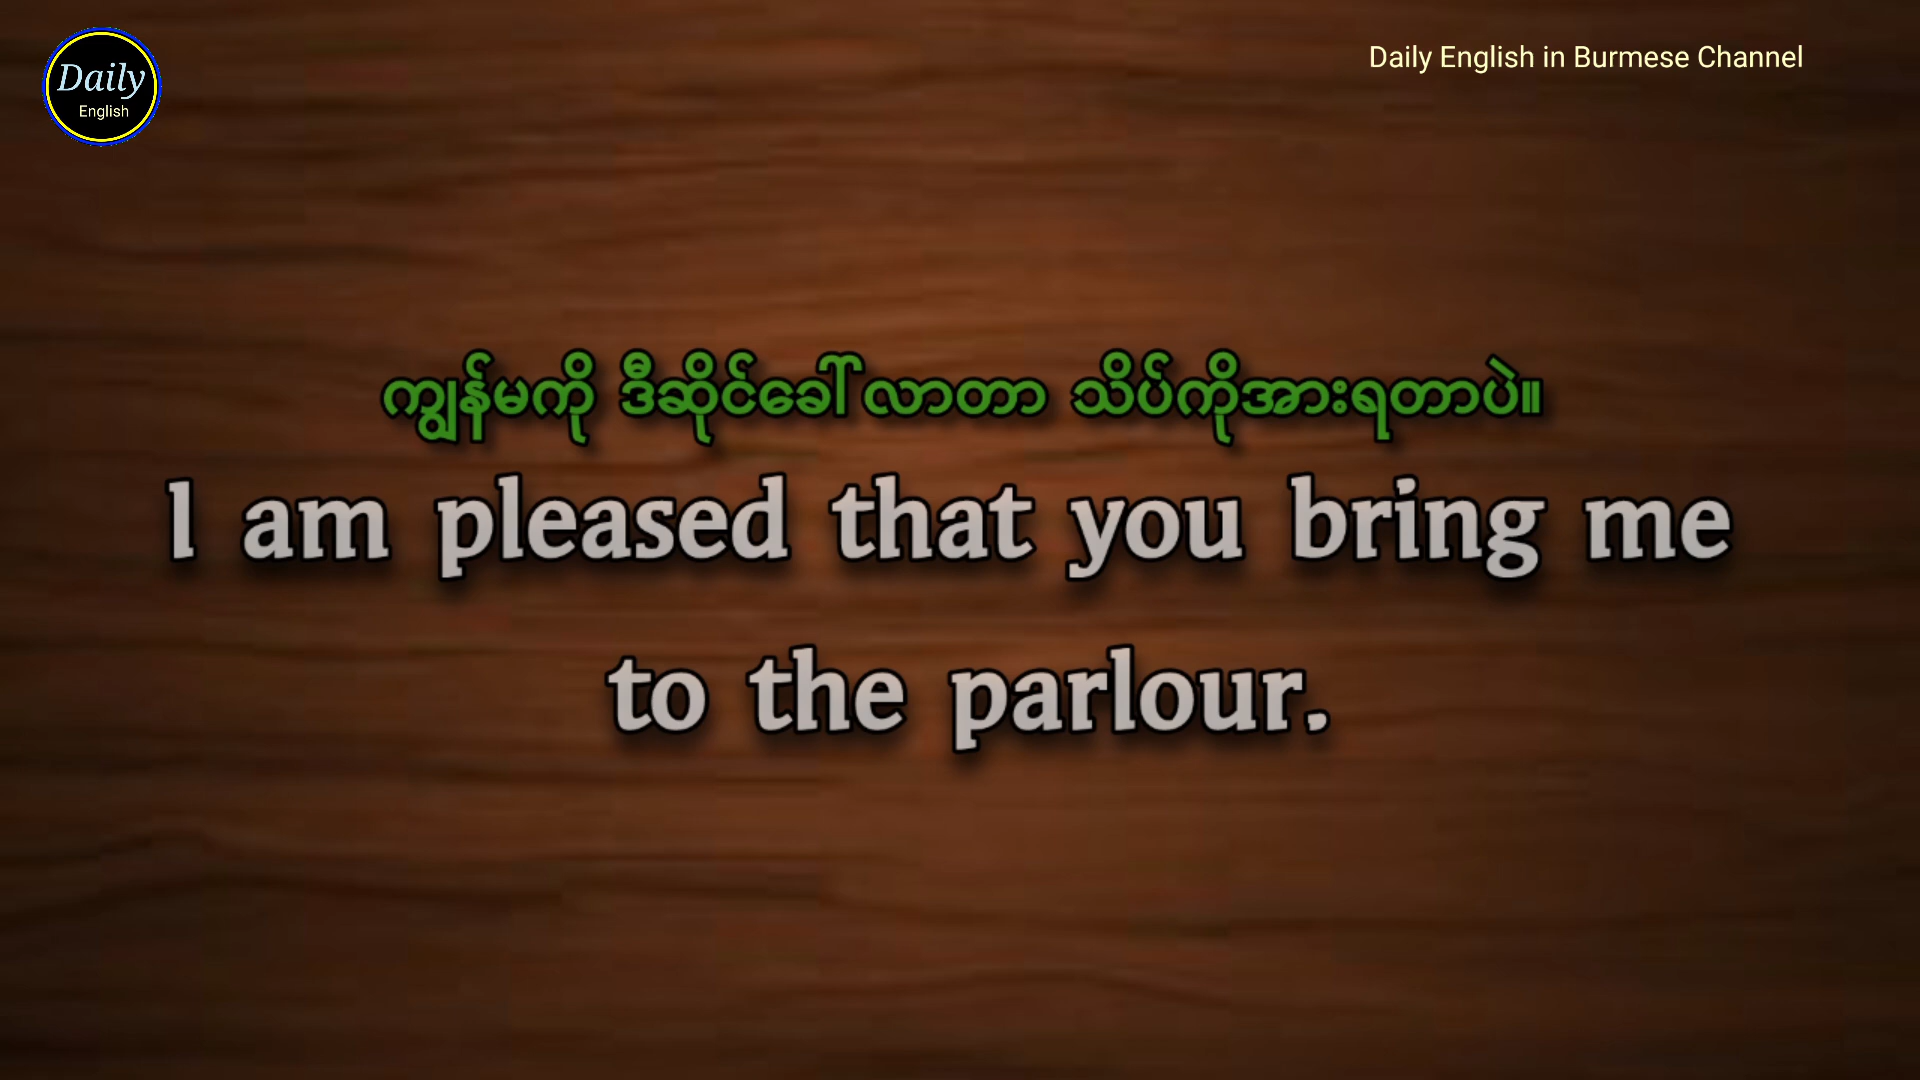 Daily
English
Daily English in Burmese Channel
ကျွန်မကို ဒီဆိုင်ခေါ်လာတာ သိပ်ကိုအားရတာပဲ။
I am pleased that you bring me
to the parlour.